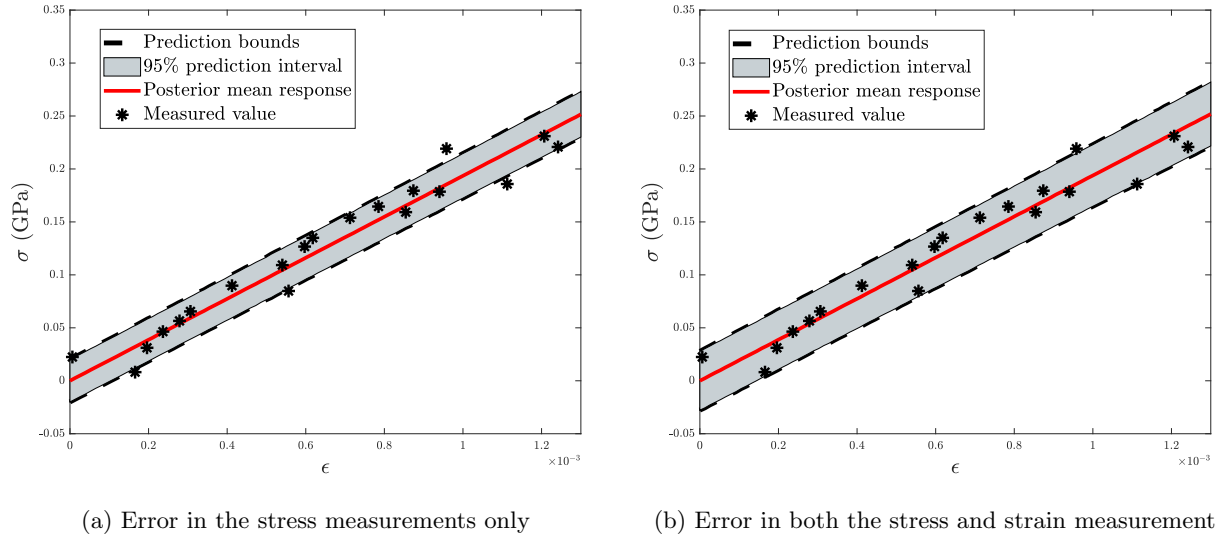 0.35
0.3
0.25
0.2
0.15
0.1
0.05
0
-0.05
σ (GPa)
Prediction bounds
95% prediction interval
Posterior mean response
Measured value
0 0.2 0.4 0.6 0.8 1 1.2
×10⁻³
ϵ
(a) Error in the stress measurements only
0.35
0.3
0.25
0.2
0.15
0.1
0.05
0
-0.05
σ (GPa)
Prediction bounds
95% prediction interval
Posterior mean response
Measured value
0 0.2 0.4 0.6 0.8 1 1.2
×10⁻³
ϵ
(b) Error in both the stress and strain measurement